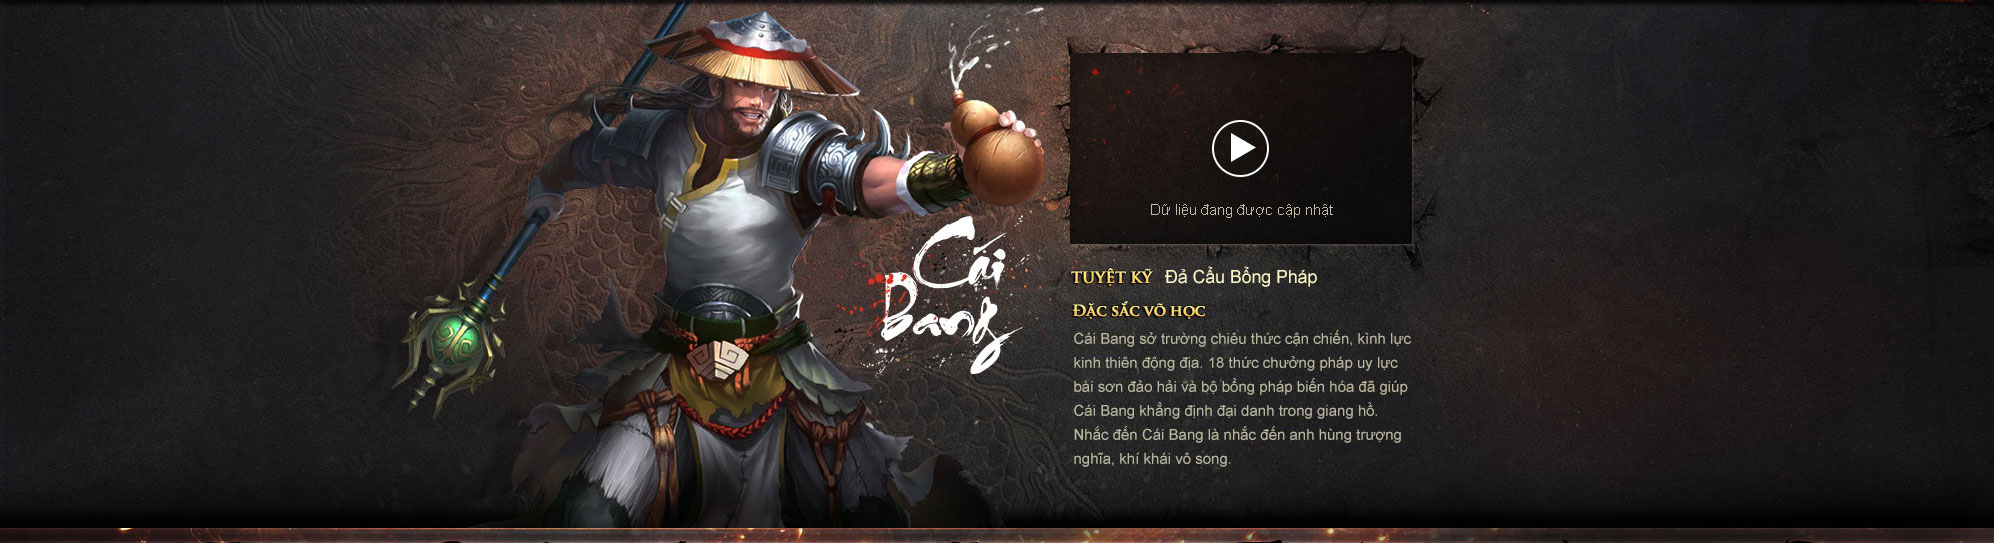 Cái
Bang
Dữ liệu đang được cập nhật
TUYỆT KỸ Đả Cẩu Bổng Pháp
ĐẶC SẮC VÕ HỌC
Cái Bang sở trường chiêu thức cận chiến, kình lực
kinh thiên động địa. 18 thức chưởng pháp uy lực
bài sơn đảo hải và bộ bổng pháp biến hóa đã giúp
Cái Bang khẳng định đại danh trong giang hồ.
Nhắc đến Cái Bang là nhắc đến anh hùng trượng
nghĩa, khí khái vô song.